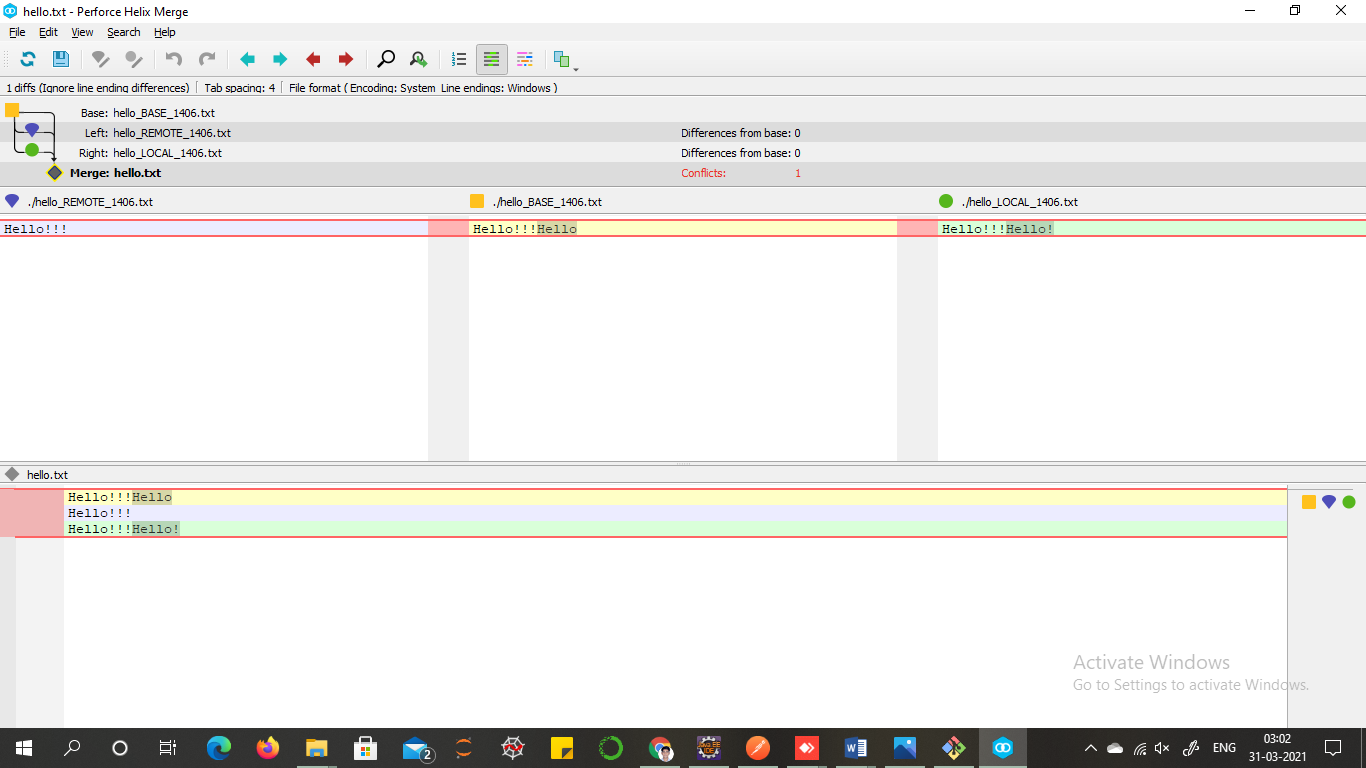 hello.txt - Perforce Helix Merge
File Edit View Search Help
1 diffs (Ignore line ending differences) Tab spacing: 4 File format ( Encoding: System Line endings: Windows )
Base: hello_BASE_1406.txt
Left: hello_REMOTE_1406.txt Differences from base: 0
Right: hello_LOCAL_1406.txt Differences from base: 0
Merge: hello.txt Conflicts: 1
./hello_REMOTE_1406.txt ./hello_BASE_1406.txt ./hello_LOCAL_1406.txt
Hello!!! Hello!!!Hello Hello!!!Hello!
hello.txt
Hello!!!Hello
Hello!!!
Hello!!!Hello!
Activate Windows
Go to Settings to activate Windows.
2 ENG 03:02
31-03-2021